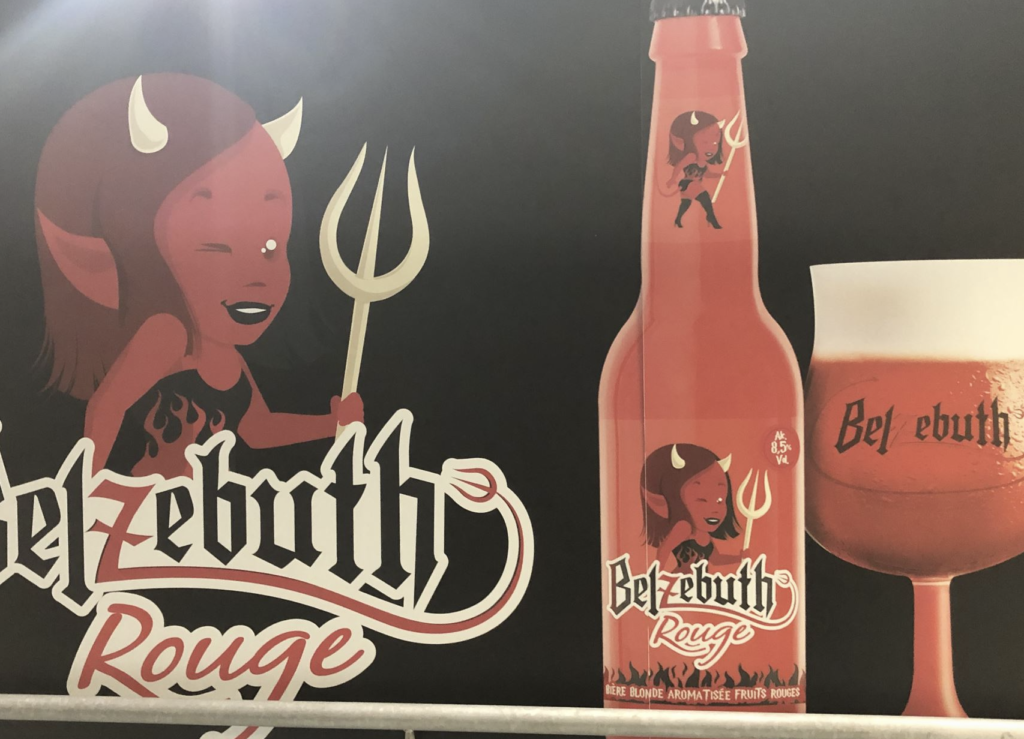 Belzebuth
Rouge
Alc.
8,5%
Vol.
Belzebuth
Rouge
BIÈRE BLONDE AROMATISÉE FRUITS ROUGES
Belzebuth